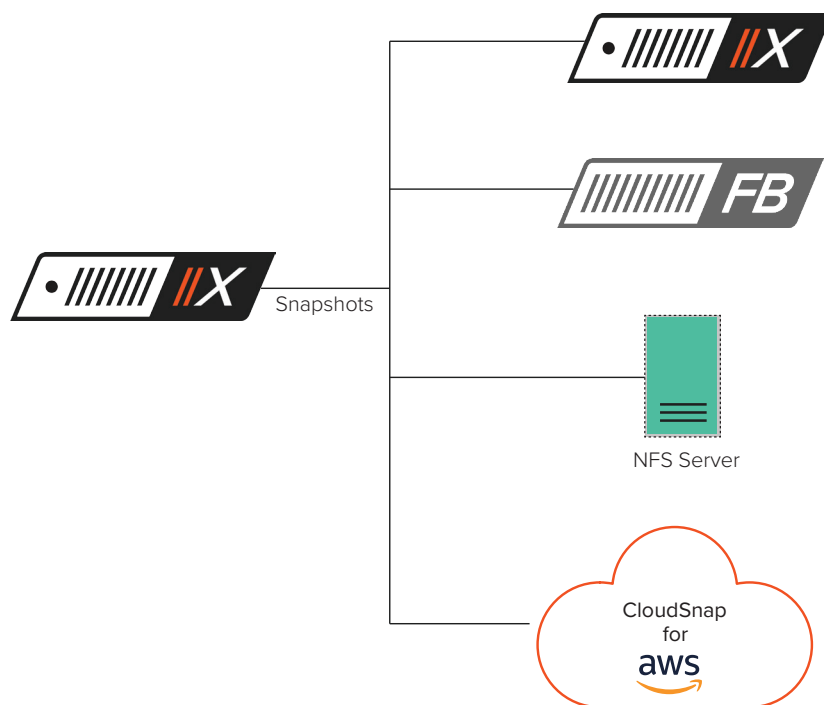 //X
FB
//X
Snapshots
NFS Server
CloudSnap
for
aws